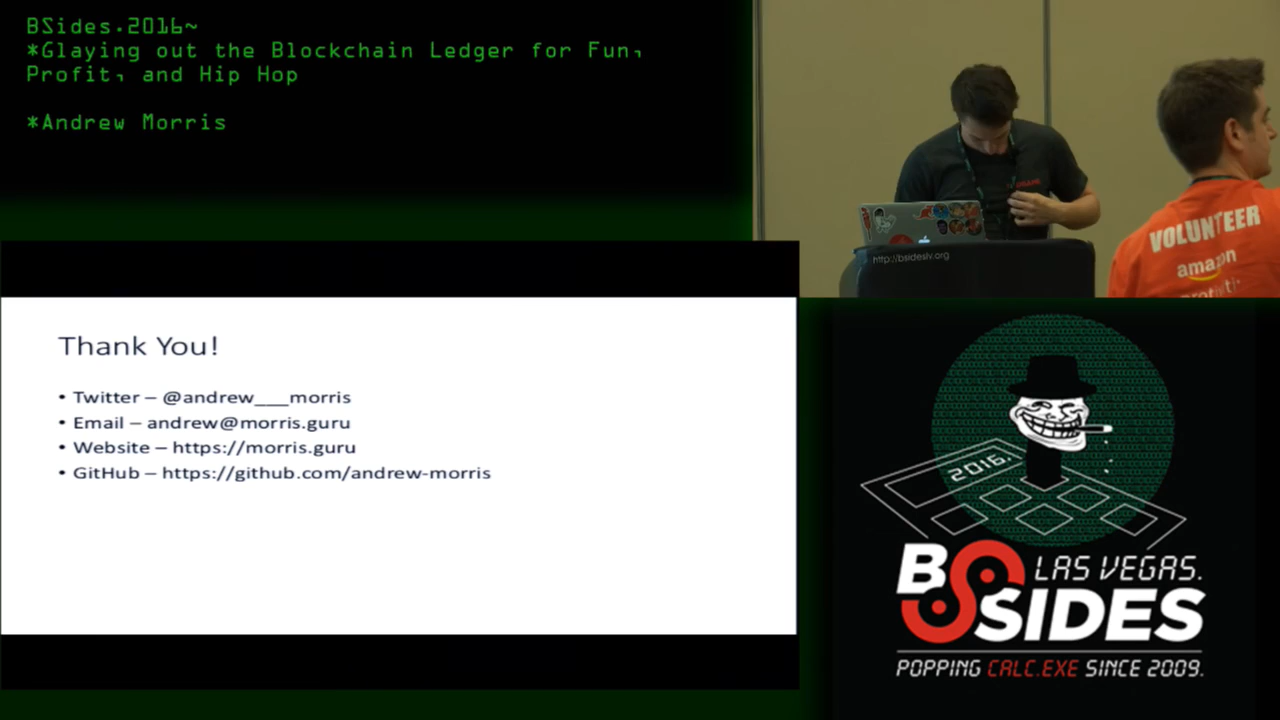 BSides.2016~
*Glaying out the Blockchain Ledger for Fun,
Profit, and Hip Hop
*Andrew Morris
http://bsideslv.org
VOLUNTEER
amazon
Thank You!
• Twitter – @andrew___morris
• Email – andrew@morris.guru
• Website – https://morris.guru
• GitHub – https://github.com/andrew-morris
2016.
BSIDES
LAS VEGAS.
POPPING CALC.EXE SINCE 2009.